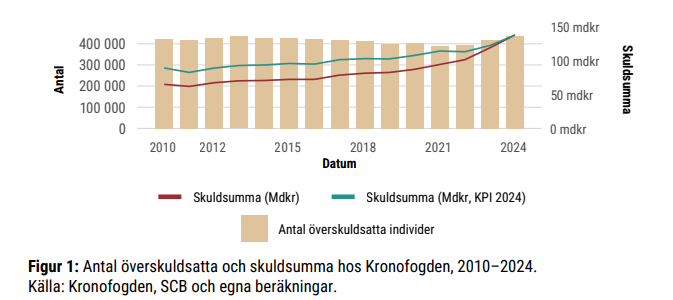 150 mdkr
400 000
300 000
100 mdkr
200 000
50 mdkr
100 000
0
0 mdkr
Antal
Skuldsumma
2010 2012 2015 2018 2021 2024
Datum
Skuldsumma (Mdkr) Skuldsumma (Mdkr, KPI 2024)
Antal överskuldsatta individer
Figur 1: Antal överskuldsatta och skuldsumma hos Kronofogden, 2010–2024.
Källa: Kronofogden, SCB och egna beräkningar.